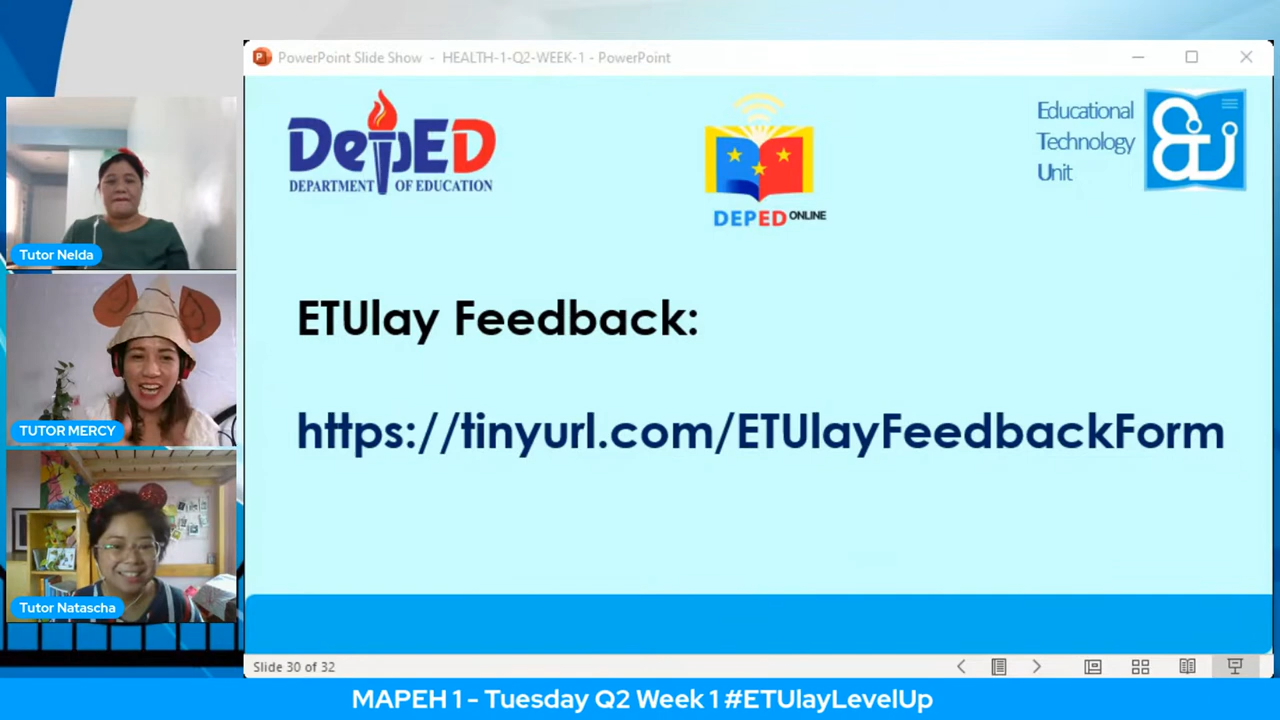 PowerPoint Slide Show - HEALTH-1-Q2-WEEK-1 - PowerPoint
DepED
DEPARTMENT OF EDUCATION
DEPED ONLINE
Educational
Technology
Unit
ETUlay Feedback:
https://tinyurl.com/ETUlayFeedbackForm
Tutor Nelda
TUTOR MERCY
Tutor Natascha
Slide 30 of 32
MAPEH 1 - Tuesday Q2 Week 1 #ETUlayLevelUp